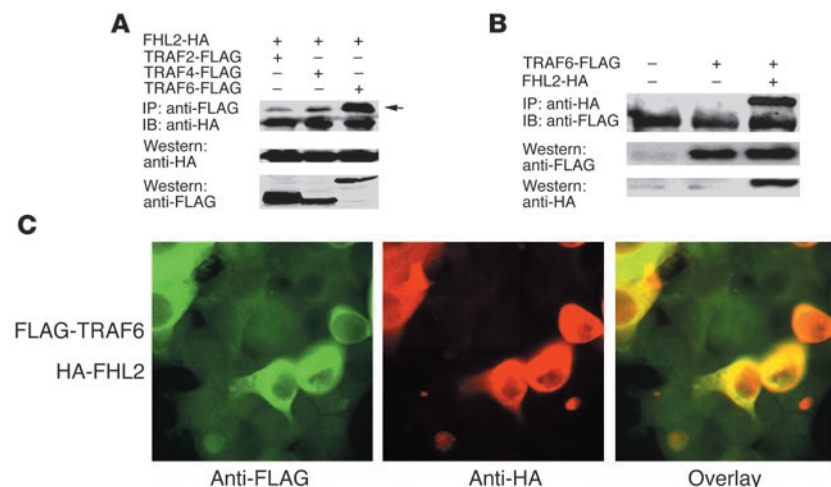 A
FHL2-HA + + +
TRAF2-FLAG + − −
TRAF4-FLAG − + −
TRAF6-FLAG − − +
IP: anti-FLAG
IB: anti-HA
Western:
anti-HA
Western:
anti-FLAG
B
TRAF6-FLAG − + +
FHL2-HA − − +
IP: anti-HA
IB: anti-FLAG
Western:
anti-FLAG
Western:
anti-HA
C
FLAG-TRAF6
HA-FHL2
Anti-FLAG Anti-HA Overlay